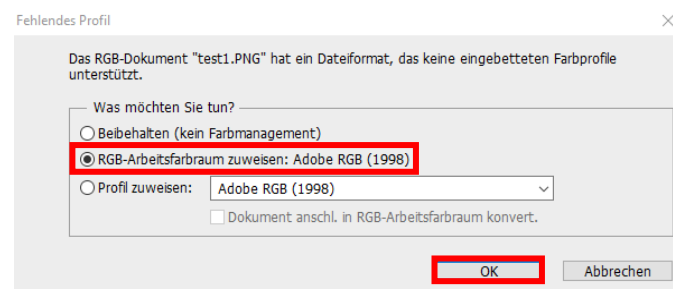 Fehlendes Profil
Das RGB-Dokument "test1.PNG" hat ein Dateiformat, das keine eingebetteten Farbprofile
unterstützt.
Was möchten Sie tun?
Beibehalten (kein Farbmanagement)
RGB-Arbeitsfarbraum zuweisen: Adobe RGB (1998)
Profil zuweisen: Adobe RGB (1998)
Dokument anschl. in RGB-Arbeitsfarbraum konvert.
OK Abbrechen